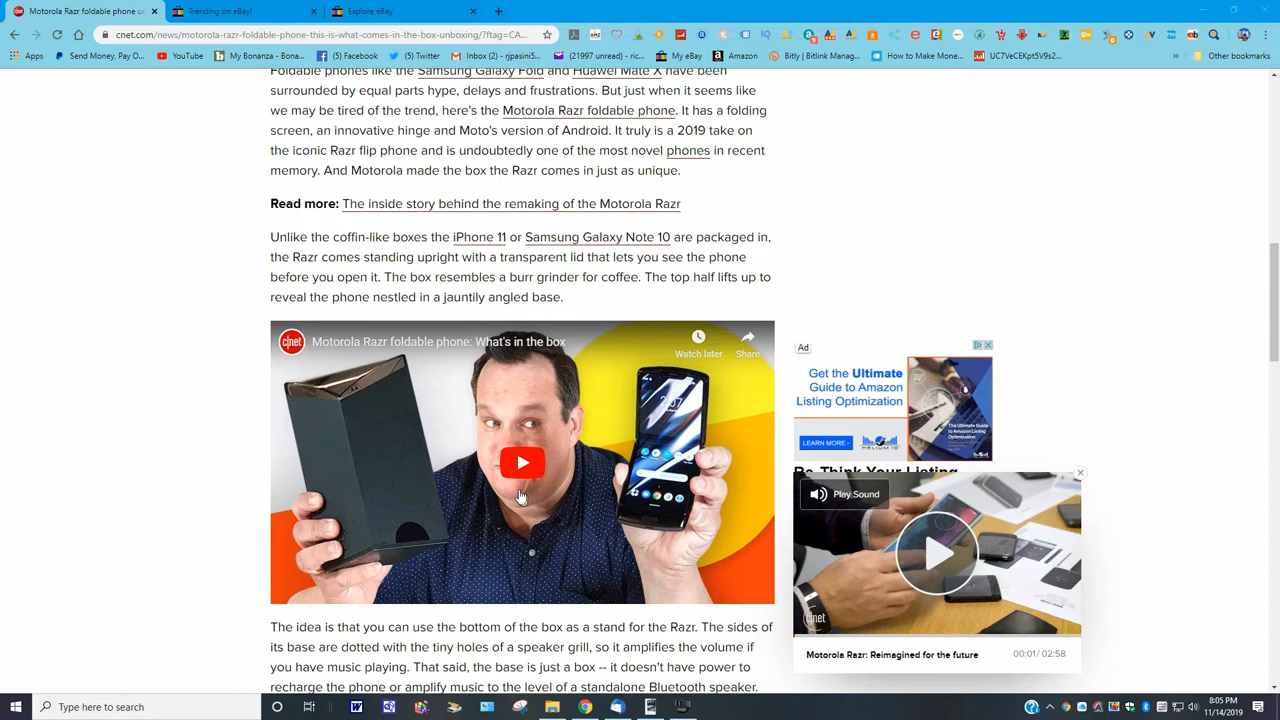 Motorola Razr foldable phone un
Trending on eBay!
Explore eBay
cnet.com/news/motorola-razr-foldable-phone-this-is-what-comes-in-the-box-unboxing/?ftag=CA...
Apps
Send Money, Pay O...
YouTube
My Bonanza - Bona...
(5) Facebook
(5) Twitter
Inbox (2) - rjpasini5...
(21997 unread) - ric...
My eBay
Amazon
Bitly | Bitlink Manag...
How to Make Mone...
UC7VeCEKpt5V9s2...
»
Other bookmarks
Foldable phones like the Samsung Galaxy Fold and Huawei Mate X have been
surrounded by equal parts hype, delays and frustrations. But just when it seems like
we may be tired of the trend, here's the Motorola Razr foldable phone. It has a folding
screen, an innovative hinge and Moto's version of Android. It truly is a 2019 take on
the iconic Razr flip phone and is undoubtedly one of the most novel phones in recent
memory. And Motorola made the box the Razr comes in just as unique.
Read more: The inside story behind the remaking of the Motorola Razr
Unlike the coffin-like boxes the iPhone 11 or Samsung Galaxy Note 10 are packaged in,
the Razr comes standing upright with a transparent lid that lets you see the phone
before you open it. The box resembles a burr grinder for coffee. The top half lifts up to
reveal the phone nestled in a jauntily angled base.
c|net
Motorola Razr foldable phone: What's in the box
Watch later
Share
2:07
The idea is that you can use the bottom of the box as a stand for the Razr. The sides of
its base are dotted with the tiny holes of a speaker grill, so it amplifies the volume if
you have music playing. That said, the base is just a box -- it doesn't have power to
recharge the phone or amplify music to the level of a standalone Bluetooth speaker.
Ad
Get the Ultimate
Guide to Amazon
Listing Optimization
LEARN MORE
HELIUM 10
Re-Think Your Listing
Play Sound
c|net
Motorola Razr: Reimagined for the future
00:01 / 02:58
Type here to search
8:05 PM
11/14/2019